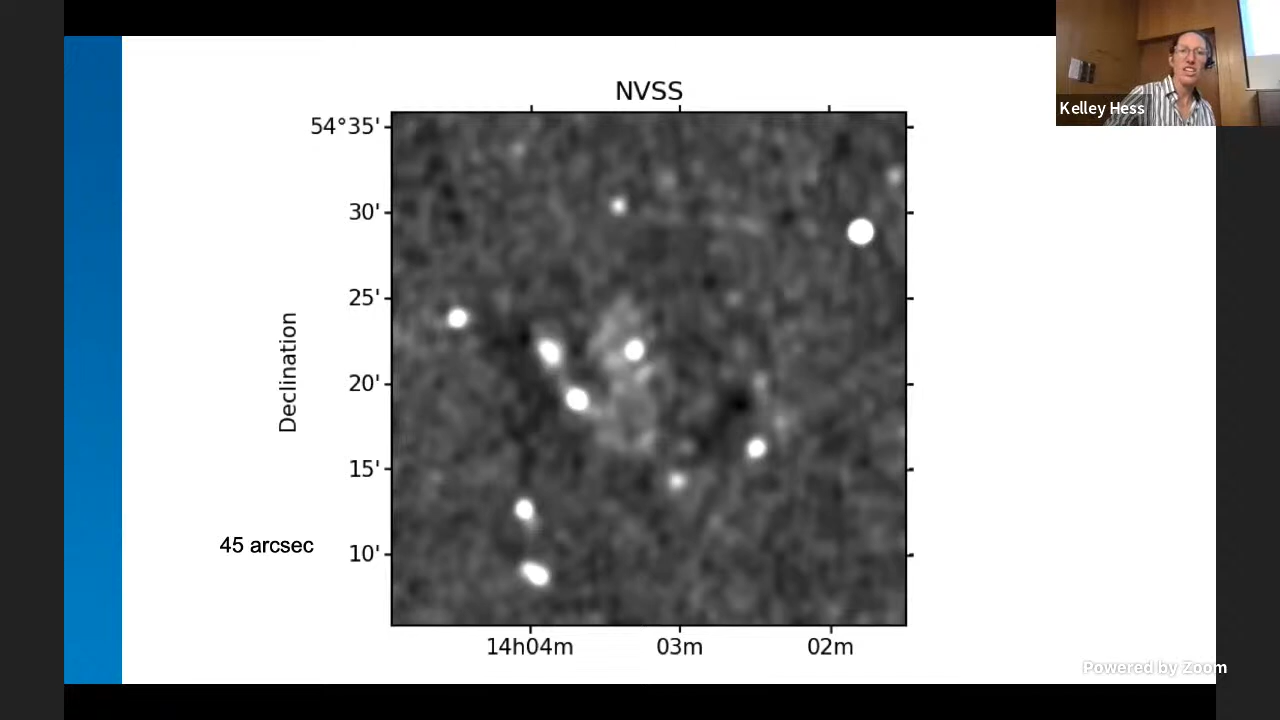 NVSS
54°35'
30'
25'
20'
15'
10'
Declination
45 arcsec
14h04m 03m 02m
Kelley Hess
Powered by Zoom